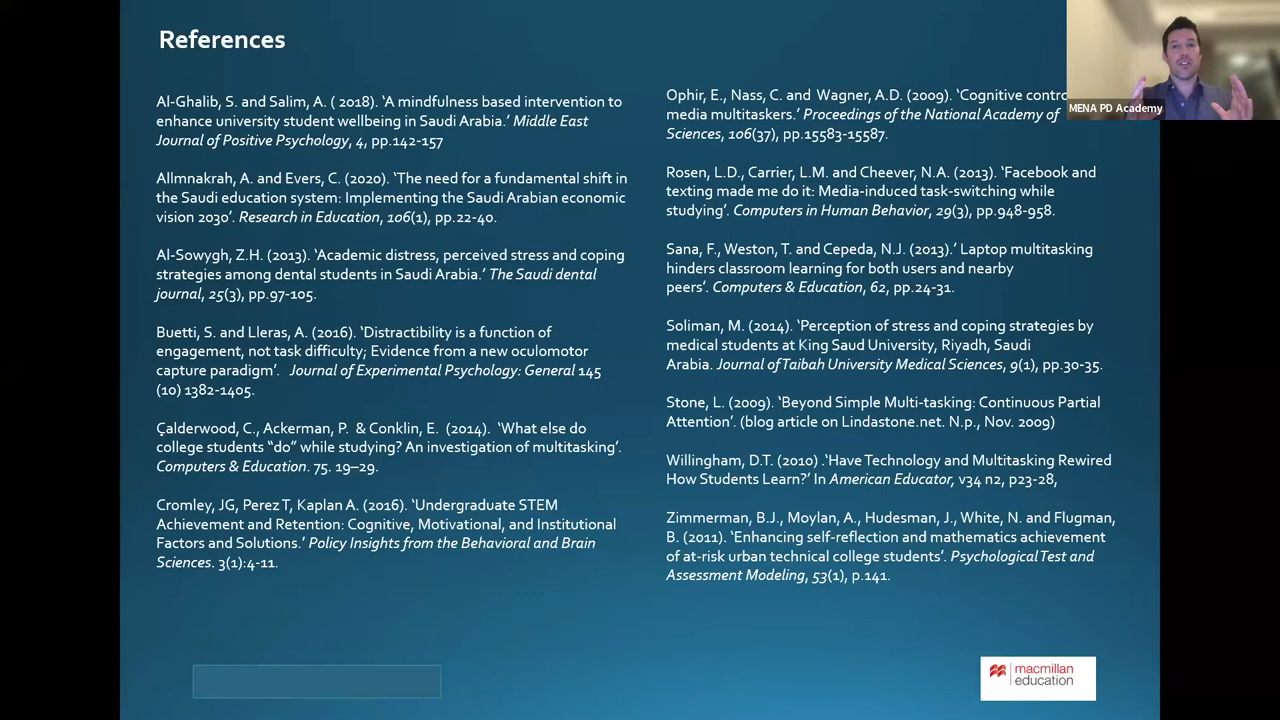 References
Al-Ghalib, S. and Salim, A. ( 2018). ‘A mindfulness based intervention to
enhance university student wellbeing in Saudi Arabia.’ Middle East
Journal of Positive Psychology, 4, pp.142-157
Allmnakrah, A. and Evers, C. (2020). ‘The need for a fundamental shift in
the Saudi education system: Implementing the Saudi Arabian economic
vision 2030’. Research in Education, 106(1), pp.22-40.
Al-Sowygh, Z.H. (2013). ‘Academic distress, perceived stress and coping
strategies among dental students in Saudi Arabia.’ The Saudi dental
journal, 25(3), pp.97-105.
Buetti, S. and Lleras, A. (2016). ‘Distractibility is a function of
engagement, not task difficulty; Evidence from a new oculomotor
capture paradigm’. Journal of Experimental Psychology: General 145
(10) 1382-1405.
Çalderwood, C., Ackerman, P. & Conklin, E. (2014). ‘What else do
college students “do” while studying? An investigation of multitasking’.
Computers & Education. 75. 19–29.
Cromley, JG, Perez T, Kaplan A. (2016). ‘Undergraduate STEM
Achievement and Retention: Cognitive, Motivational, and Institutional
Factors and Solutions.’ Policy Insights from the Behavioral and Brain
Sciences. 3(1):4-11.
Ophir, E., Nass, C. and Wagner, A.D. (2009). ‘Cognitive contro
media multitaskers.’ Proceedings of the National Academy of
Sciences, 106(37), pp.15583-15587.
Rosen, L.D., Carrier, L.M. and Cheever, N.A. (2013). ‘Facebook and
texting made me do it: Media-induced task-switching while
studying’. Computers in Human Behavior, 29(3), pp.948-958.
Sana, F., Weston, T. and Cepeda, N.J. (2013).’ Laptop multitasking
hinders classroom learning for both users and nearby
peers’. Computers & Education, 62, pp.24-31.
Soliman, M. (2014). ‘Perception of stress and coping strategies by
medical students at King Saud University, Riyadh, Saudi
Arabia. Journal of Taibah University Medical Sciences, 9(1), pp.30-35.
Stone, L. (2009). ‘Beyond Simple Multi-tasking: Continuous Partial
Attention’. (blog article on Lindastone.net. N.p., Nov. 2009)
Willingham, D.T. (2010) .‘Have Technology and Multitasking Rewired
How Students Learn?’ In American Educator, v34 n2, p23-28,
Zimmerman, B.J., Moylan, A., Hudesman, J., White, N. and Flugman,
B. (2011). ‘Enhancing self-reflection and mathematics achievement
of at-risk urban technical college students’. Psychological Test and
Assessment Modeling, 53(1), p.141.
MENA PD Academy
macmillan
education